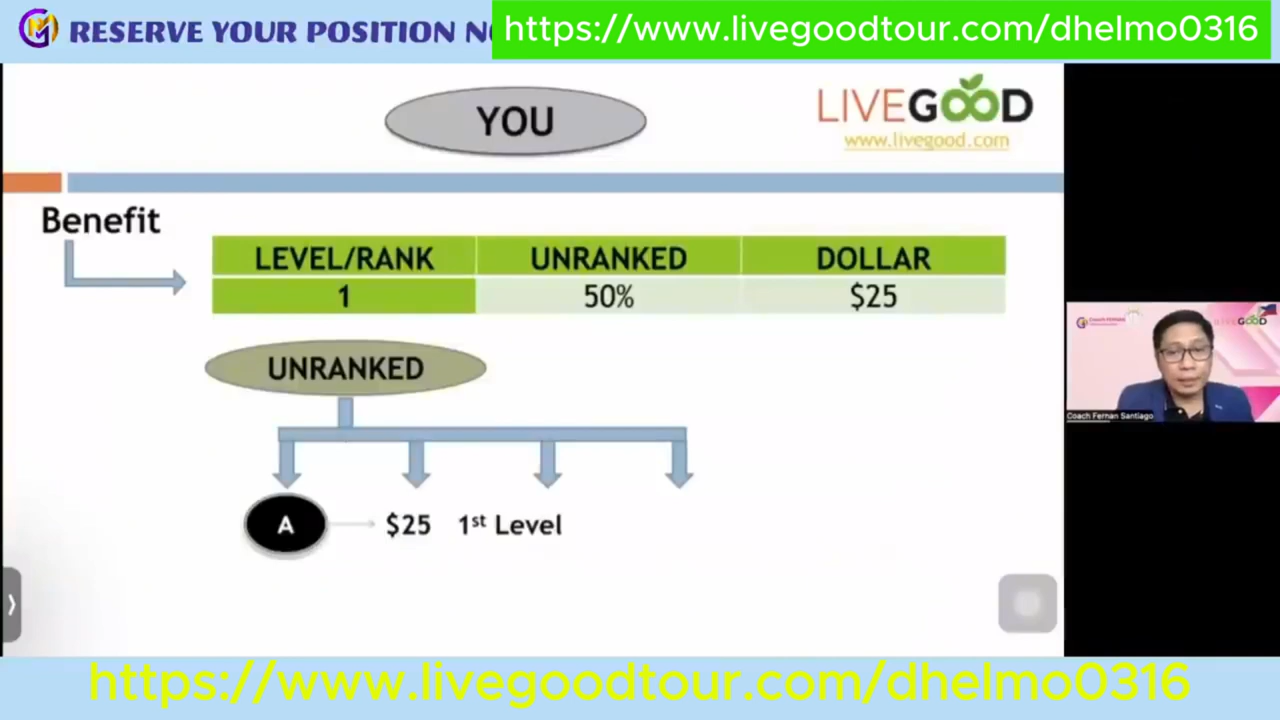 RESERVE YOUR POSITION
https://www.livegoodtour.com/dhelmo0316
YOU
LIVEGOOD
www.livegood.com
Benefit
LEVEL/RANK UNRANKED DOLLAR
1 50% $25
UNRANKED
A $25 1st Level
LIVEGOOD
Coach Fernan Santiago
https://www.livegoodtour.com/dhelmo0316